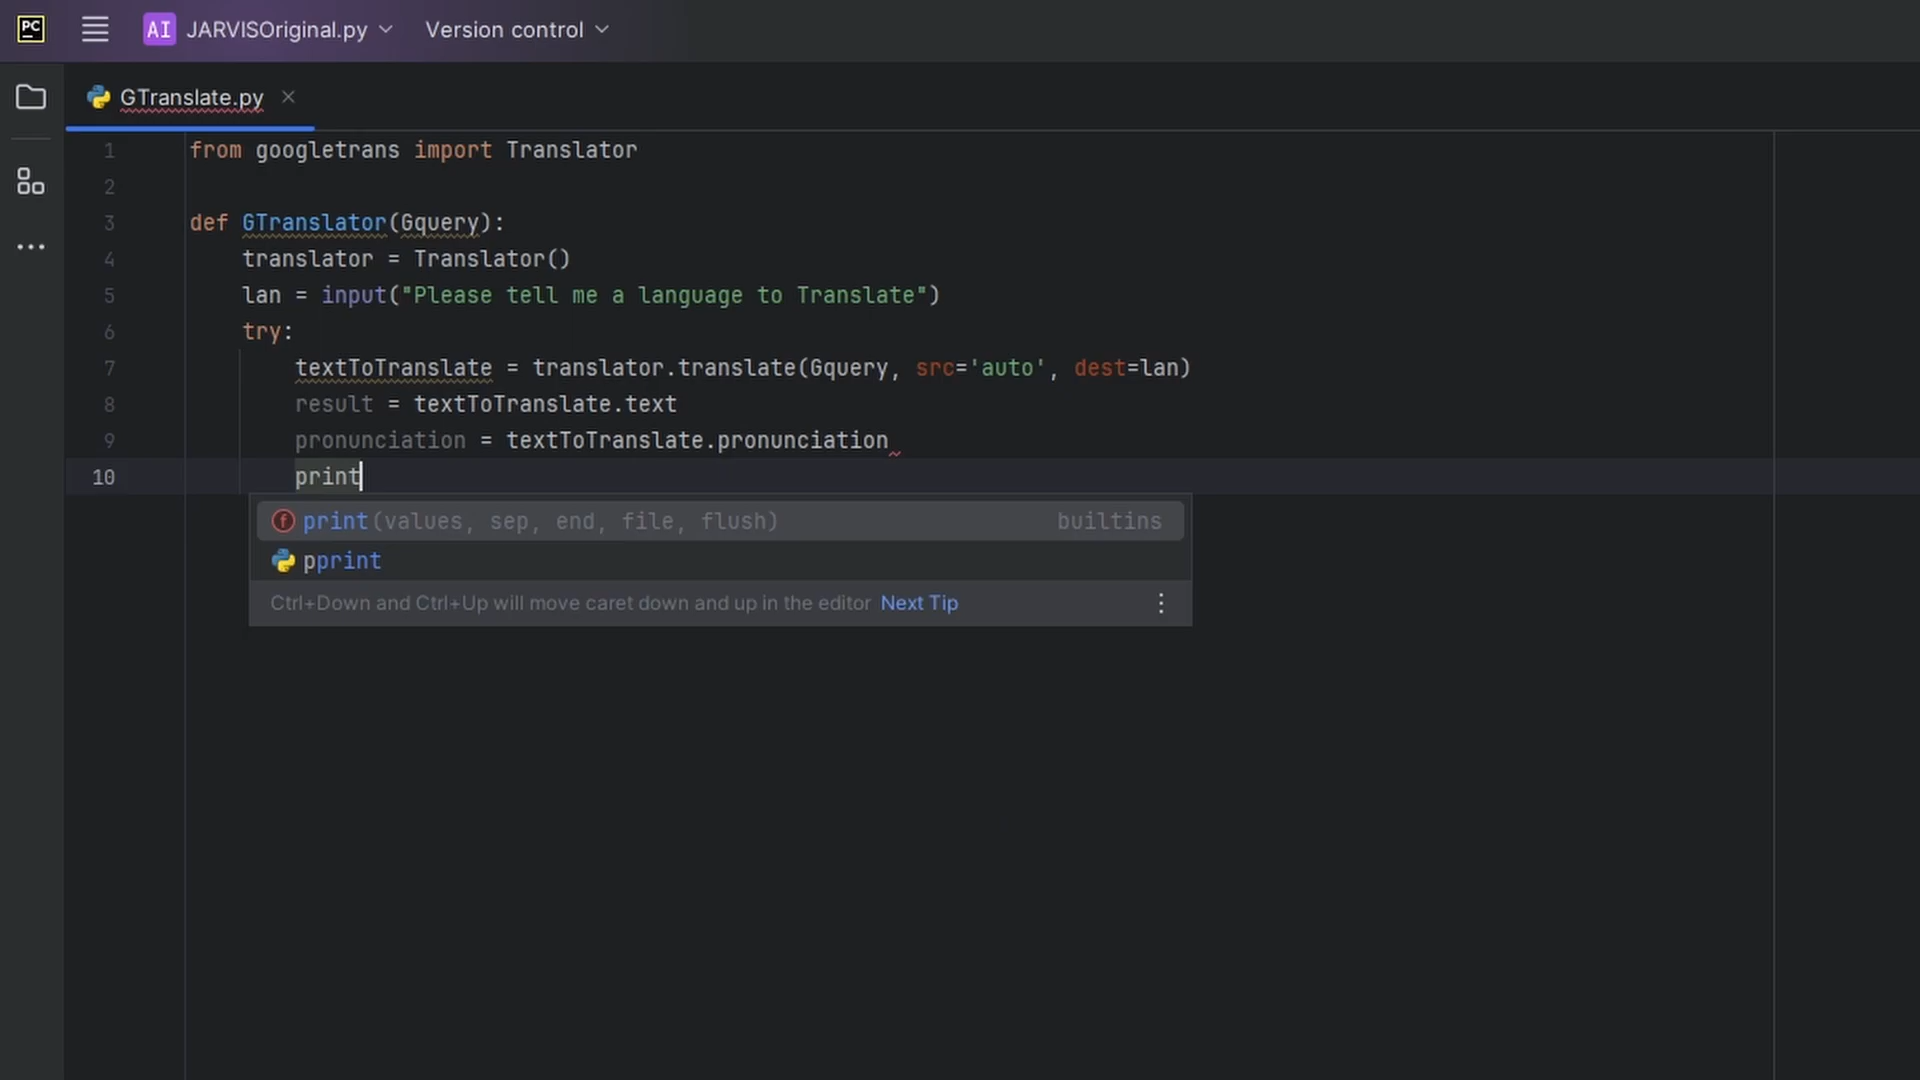 PC
AI JARVISOriginal.py Version control
GTranslate.py
1 from googletrans import Translator
2
3 def GTranslator(Gquery):
4 translator = Translator()
5 lan = input("Please tell me a language to Translate")
6 try:
7 textToTranslate = translator.translate(Gquery, src='auto', dest=lan)
8 result = textToTranslate.text
9 pronunciation = textToTranslate.pronunciation
10 print
print(values, sep, end, file, flush) builtins
pprint
Ctrl+Down and Ctrl+Up will move caret down and up in the editor Next Tip